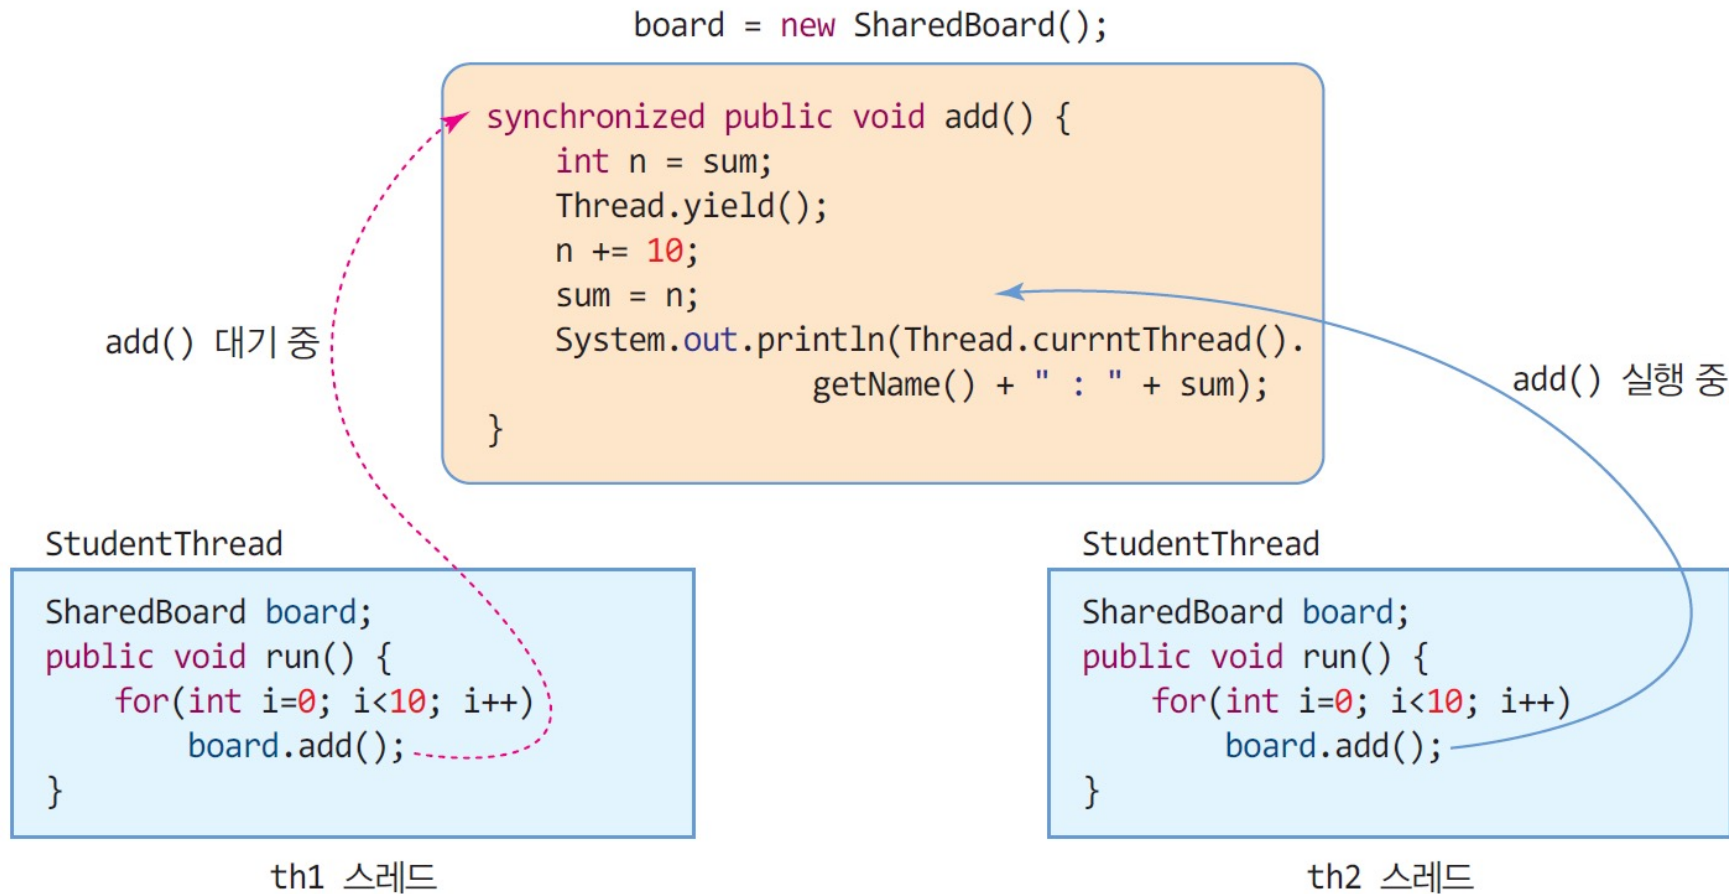 board = new SharedBoard();
synchronized public void add() {
int n = sum;
Thread.yield();
n += 10;
sum = n;
System.out.println(Thread.currntThread().
getName() + " : " + sum);
}
add() 대기 중
add() 실행 중
StudentThread
SharedBoard board;
public void run() {
for(int i=0; i<10; i++)
board.add();
}
th1 스레드
StudentThread
SharedBoard board;
public void run() {
for(int i=0; i<10; i++)
board.add();
}
th2 스레드